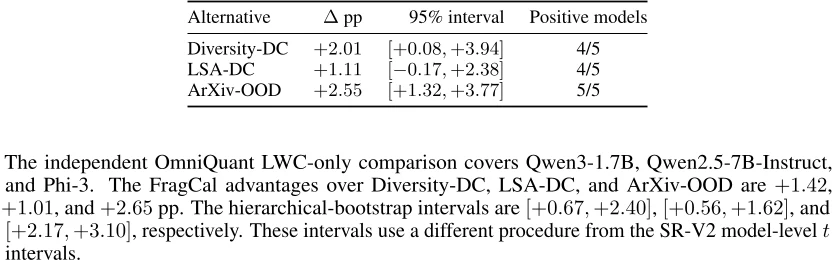 Alternative Δ pp 95% interval Positive models
Diversity-DC +2.01 [+0.08, +3.94] 4/5
LSA-DC +1.11 [−0.17, +2.38] 4/5
ArXiv-OOD +2.55 [+1.32, +3.77] 5/5
The independent OmniQuant LWC-only comparison covers Qwen3-1.7B, Qwen2.5-7B-Instruct,
and Phi-3. The FragCal advantages over Diversity-DC, LSA-DC, and ArXiv-OOD are +1.42,
+1.01, and +2.65 pp. The hierarchical-bootstrap intervals are [+0.67, +2.40], [+0.56, +1.62], and
[+2.17, +3.10], respectively. These intervals use a different procedure from the SR-V2 model-level t
intervals.